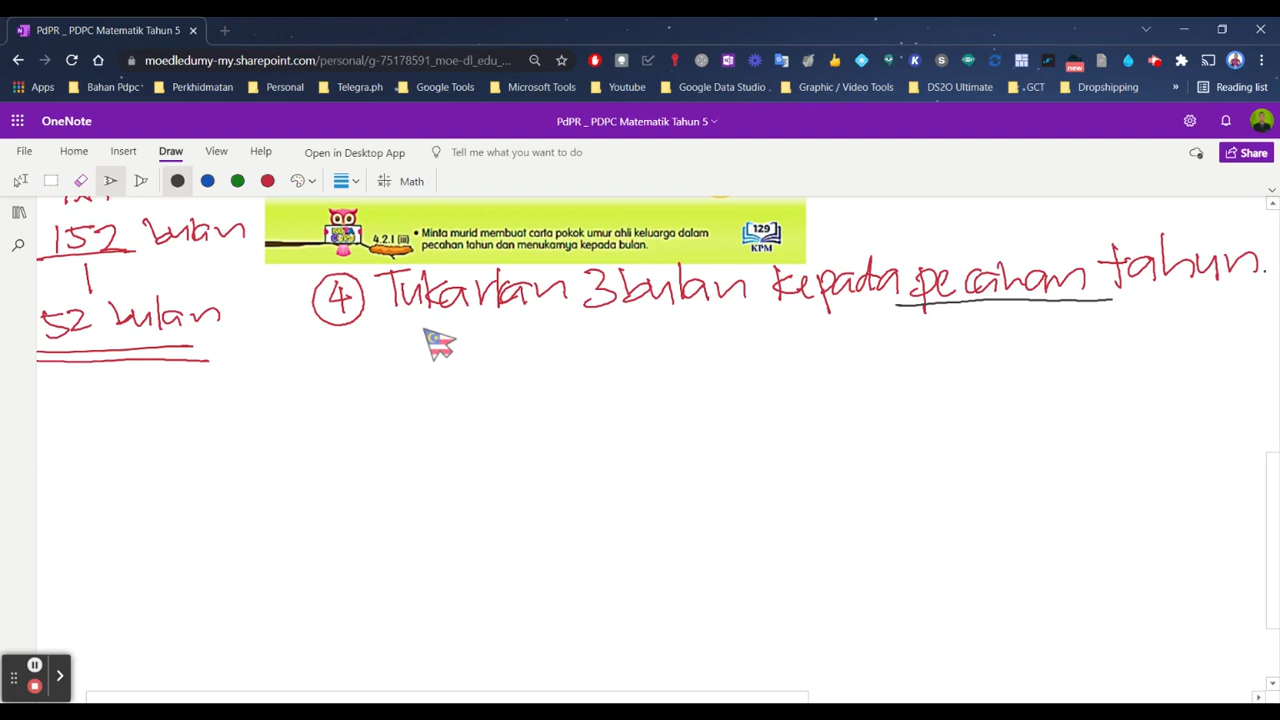 PdPR _ PDPC Matematik Tahun 5
moedledumy-my.sharepoint.com/personal/g-75178591_moe-dl_edu_...
Apps Bahan Pdpc Perkhidmatan Personal Telegra.ph Google Tools Microsoft Tools Youtube Google Data Studio Graphic / Video Tools DS2O Ultimate GCT Dropshipping » Reading list
OneNote PdPR _ PDPC Matematik Tahun 5
File Home Insert Draw View Help Open in Desktop App Tell me what you want to do Share
Math
152 bulan
1
52 bulan
4.2.1 (iii) • Minta murid membuat carta pokok umur ahli keluarga dalam
pecahan tahun dan menukarnya kepada bulan.
129
KPM
4 Tukarkan 3 bulan kepada pecahan tahun.